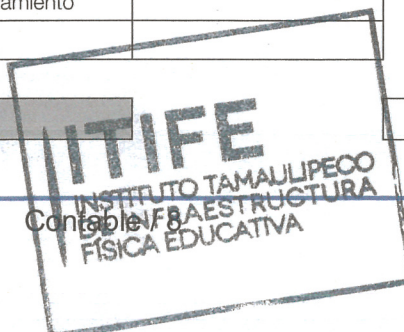 amiento
ITIFE
INSTITUTO TAMAULIPECO
DE INFRAESTRUCTURA
FÍSICA EDUCATIVA
Contable / 8